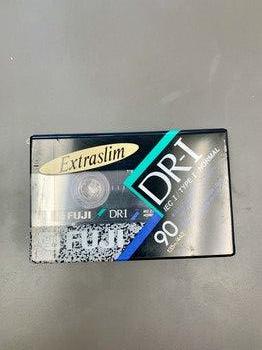 Extraslim
DR-I
IEC I / TYPE I • NORMAL
FUJI
DR-I
90
FUJI